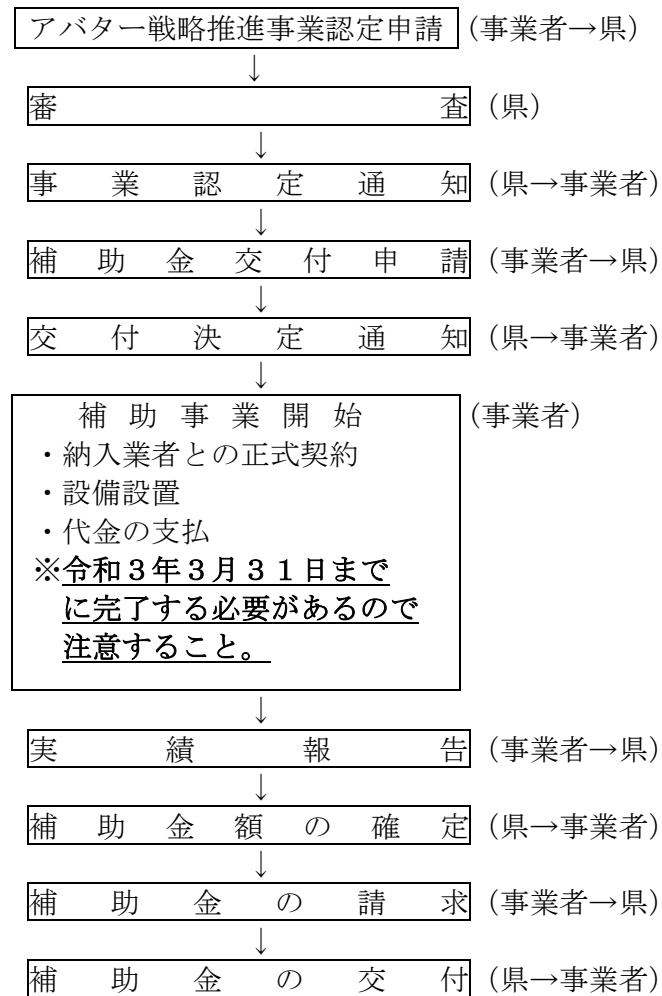 アバター戦略推進事業認定申請（事業者→県）
↓
審査（県）
↓
事業認定通知（県→事業者）
↓
補助金交付申請（事業者→県）
↓
交付決定通知（県→事業者）
↓
補助事業開始（事業者）
・納入業者との正式契約
・設備設置
・代金の支払
※令和３年３月３１日まで
に完了する必要があるので
注意すること。
↓
実績報告（事業者→県）
↓
補助金額の確定（県→事業者）
↓
補助金の請求（事業者→県）
↓
補助金の交付（県→事業者）